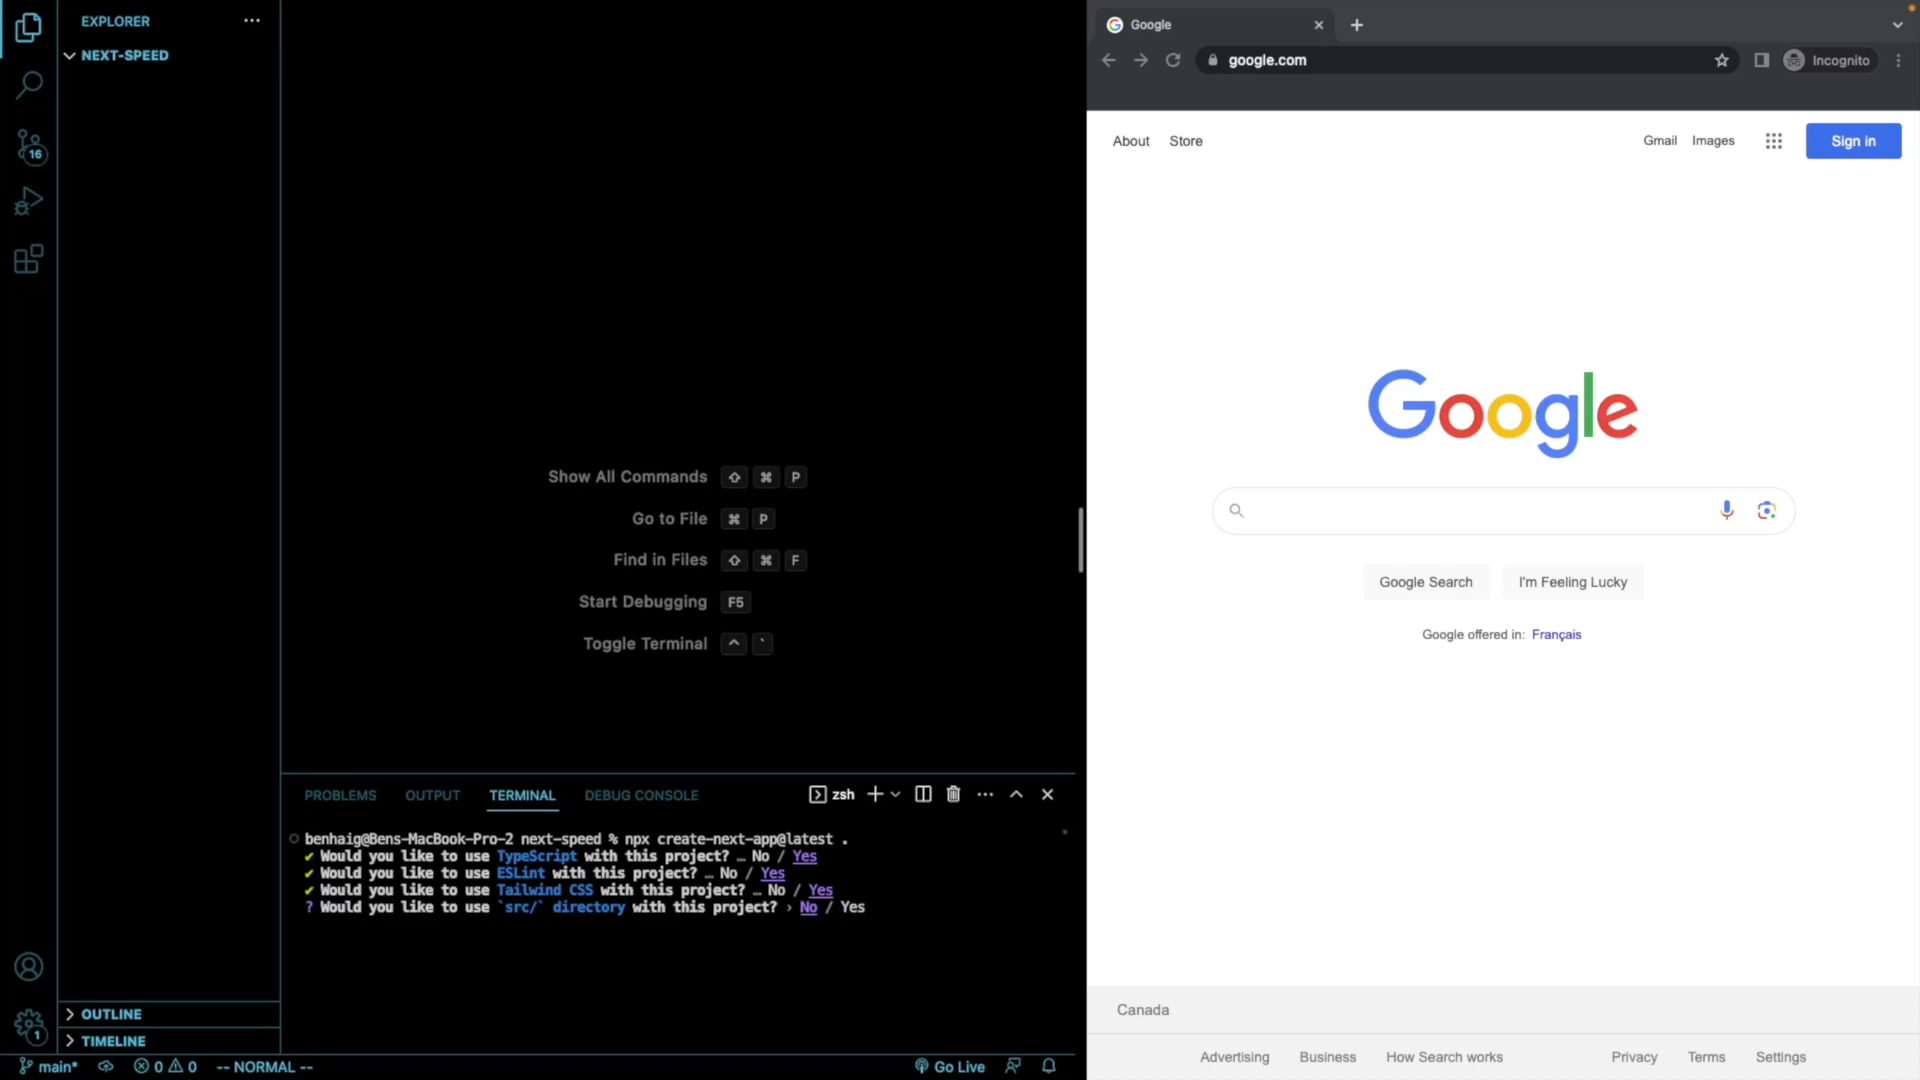 EXPLORER
NEXT-SPEED
16
Show All Commands ⌘ P
Go to File ⌘ P
Find in Files ⌘ F
Start Debugging F5
Toggle Terminal ^ `
PROBLEMS OUTPUT TERMINAL DEBUG CONSOLE zsh
benhaig@Bens-MacBook-Pro-2 next-speed % npx create-next-app@latest .
✔ Would you like to use TypeScript with this project? … No / Yes
✔ Would you like to use ESLint with this project? … No / Yes
✔ Would you like to use Tailwind CSS with this project? … No / Yes
? Would you like to use `src/` directory with this project? › No / Yes
OUTLINE
1
TIMELINE
main* 0 0 -- NORMAL -- Go Live
Google
google.com Incognito
About Store Gmail Images Sign in
Google
Google Search I'm Feeling Lucky
Google offered in: Français
Canada
Advertising Business How Search works Privacy Terms Settings